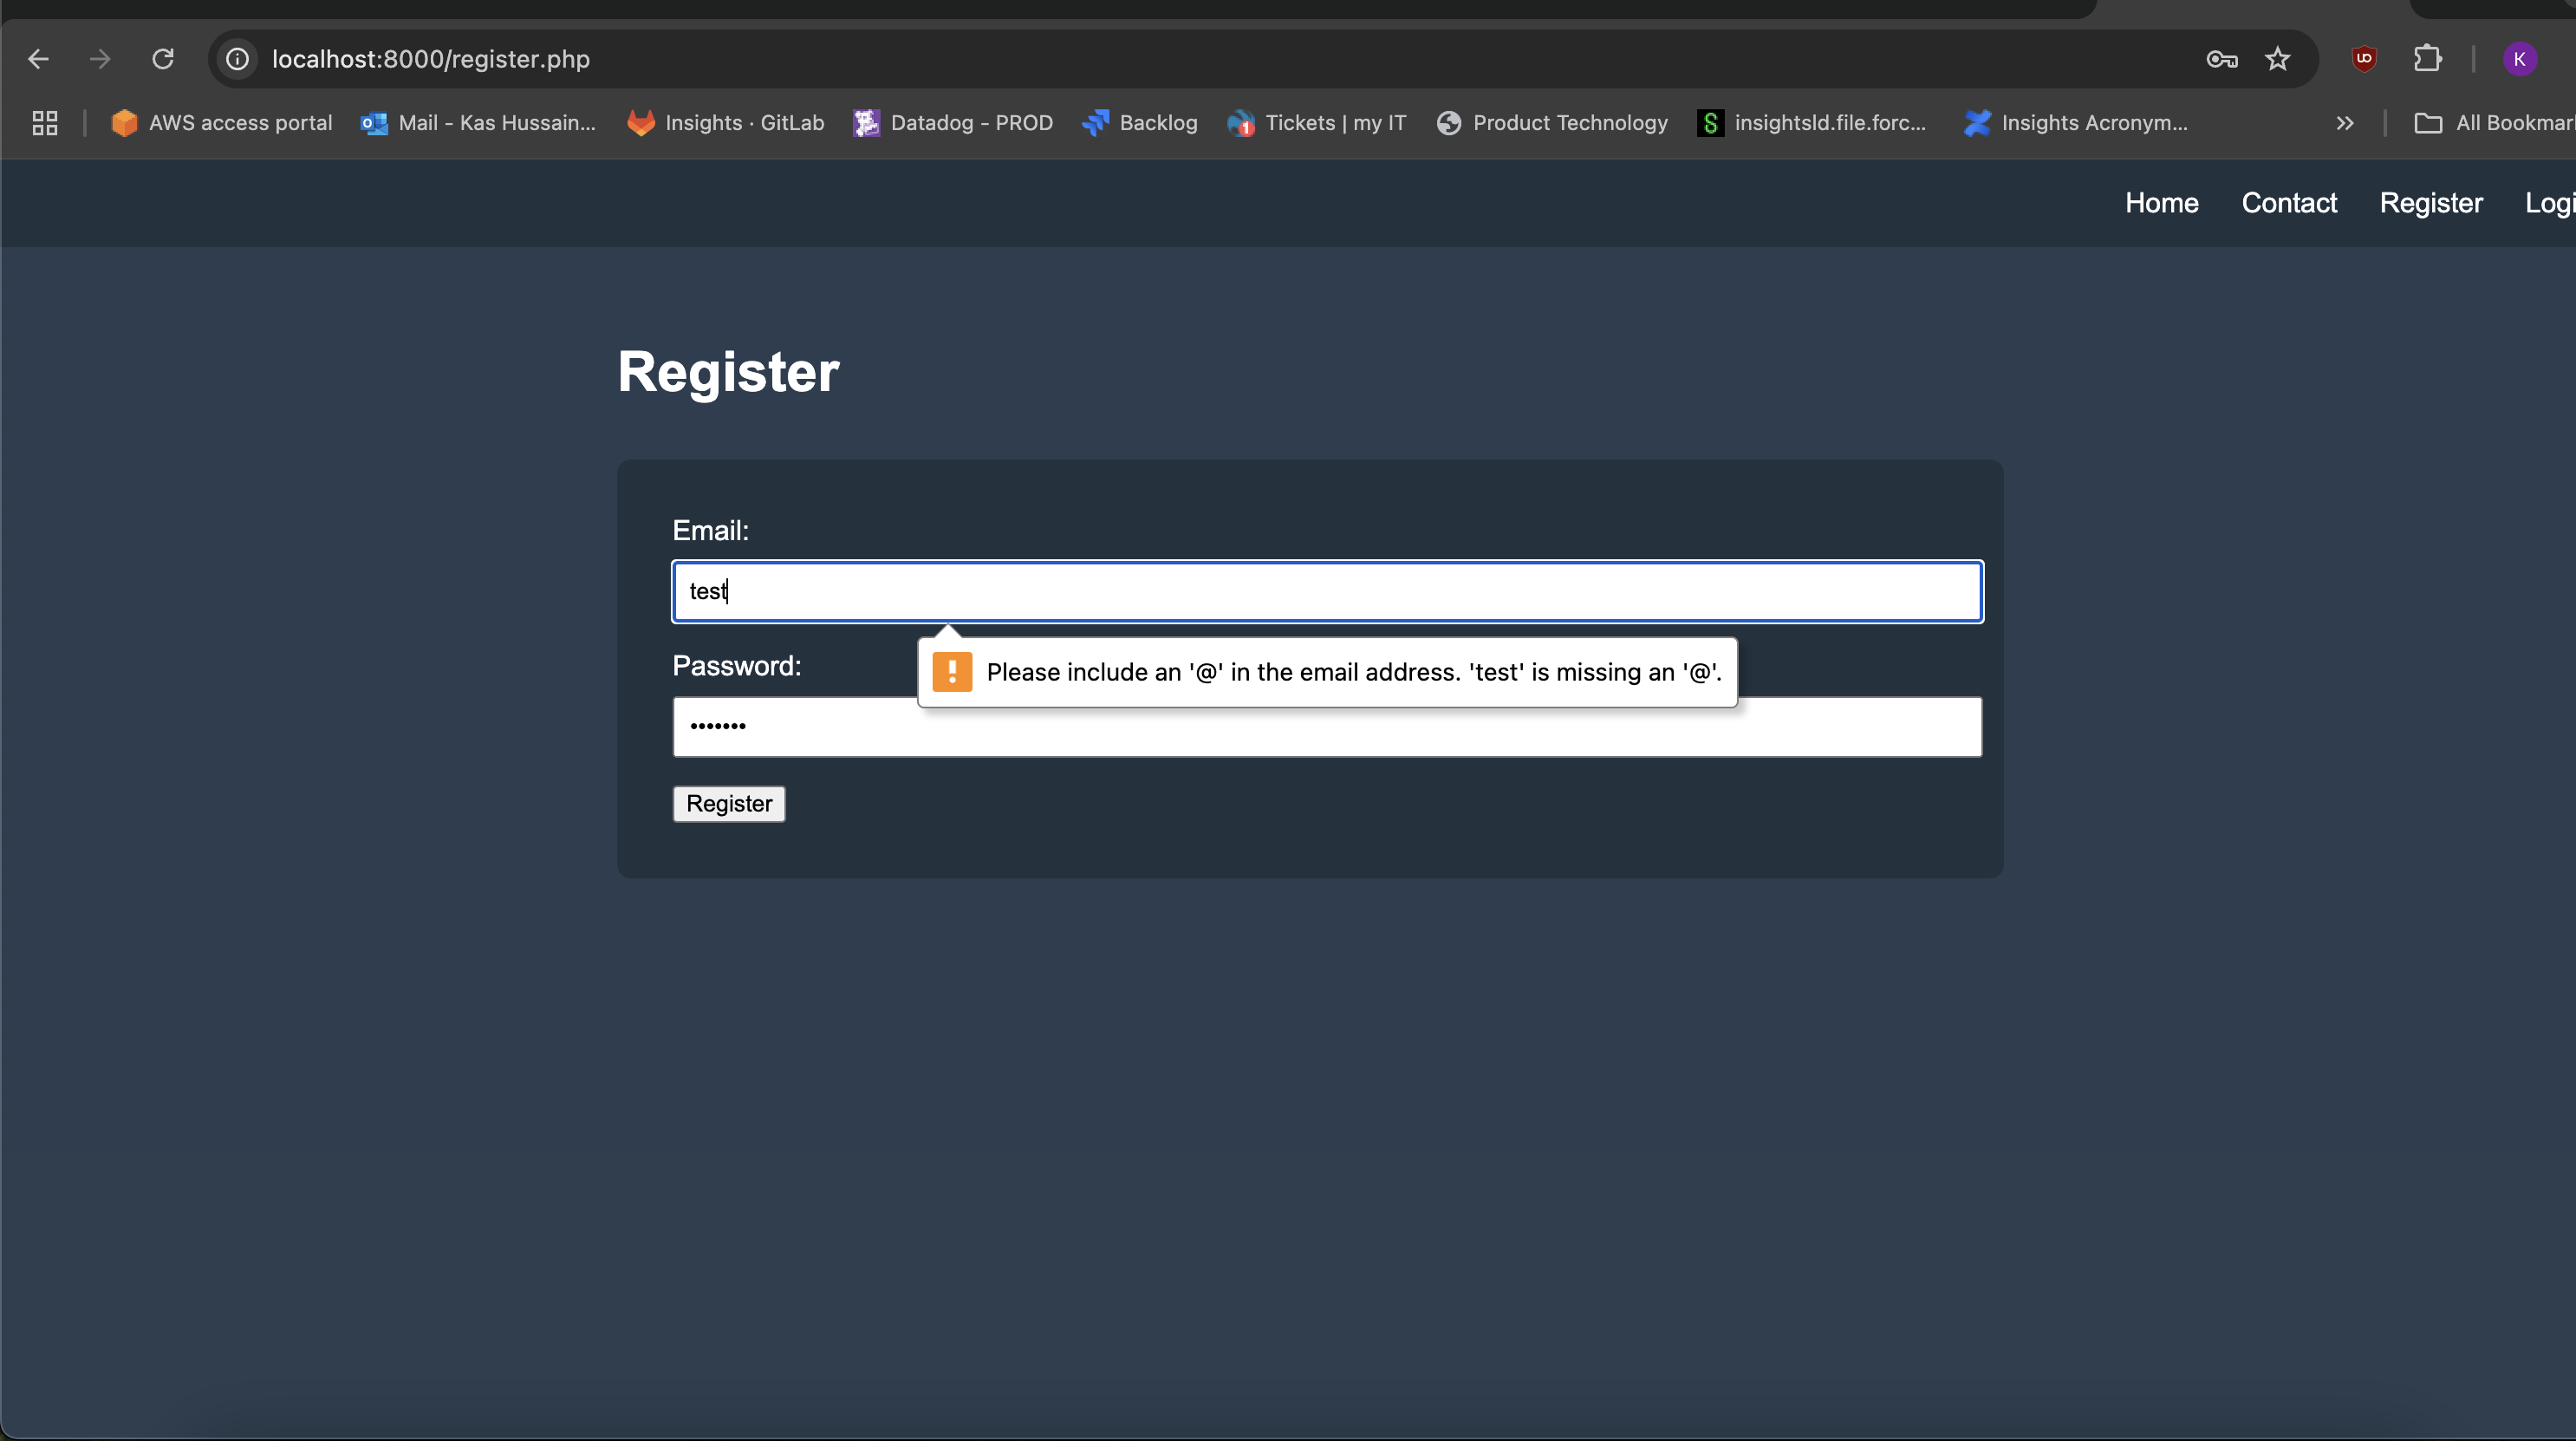 localhost:8000/register.php
K
AWS access portal
Mail - Kas Hussain...
Insights · GitLab
Datadog - PROD
Backlog
Tickets | my IT
Product Technology
insightsld.file.forc...
Insights Acronym...
All Bookmar
Home
Contact
Register
Logi
Register
Email:
test
Please include an '@' in the email address. 'test' is missing an '@'.
Password:
•••••••
Register